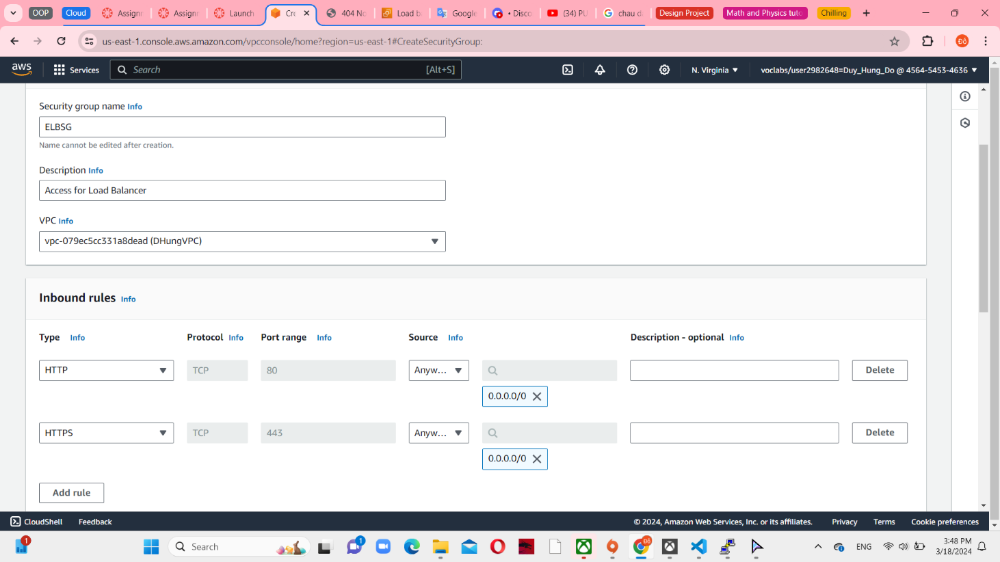 OOP Cloud Assignr Assignr Launch Cre 404 No Load b Google • Disco (34) PU chau d Design Project Math and Physics tuto Chilling
us-east-1.console.aws.amazon.com/vpcconsole/home?region=us-east-1#CreateSecurityGroup: Đỗ
aws Services Search [Alt+S] N. Virginia voclabs/user2982648=Duy_Hung_Do @ 4564-5453-4636
Security group name Info
ELBSG
Name cannot be edited after creation.
Description Info
Access for Load Balancer
VPC Info
vpc-079ec5cc331a8dead (DHungVPC)
Inbound rules Info
Type Info Protocol Info Port range Info Source Info Description - optional Info
HTTP TCP 80 Anyw... Delete
0.0.0.0/0
HTTPS TCP 443 Anyw... Delete
0.0.0.0/0
Add rule
CloudShell Feedback © 2024, Amazon Web Services, Inc. or its affiliates. Privacy Terms Cookie preferences
1 Search 1 Đỗ ENG 3:48 PM
3/18/2024